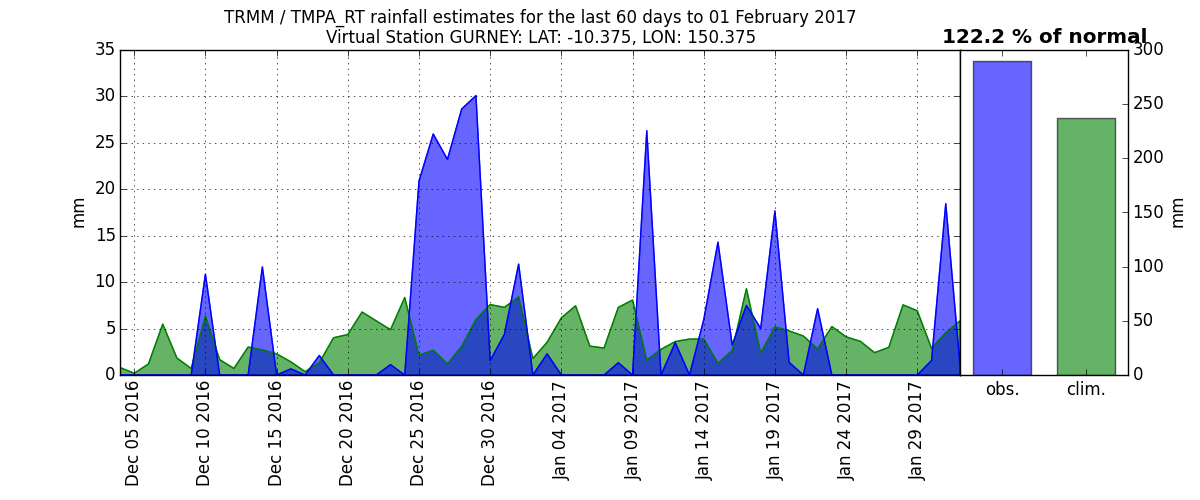 TRMM / TMPA_RT rainfall estimates for the last 60 days to 01 February 2017
Virtual Station GURNEY: LAT: -10.375, LON: 150.375
122.2 % of normal
35
30
25
20
15
10
5
0
mm
Dec 05 2016
Dec 10 2016
Dec 15 2016
Dec 20 2016
Dec 25 2016
Dec 30 2016
Jan 04 2017
Jan 09 2017
Jan 14 2017
Jan 19 2017
Jan 24 2017
Jan 29 2017
obs.
clim.
300
250
200
150
100
50
0
mm